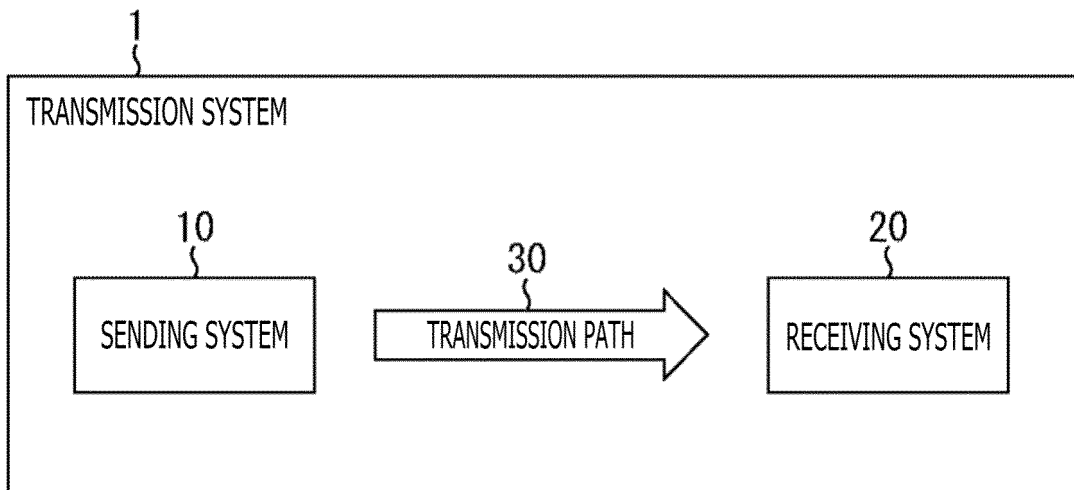 1
TRANSMISSION SYSTEM
10
30
20
SENDING SYSTEM
TRANSMISSION PATH
RECEIVING SYSTEM